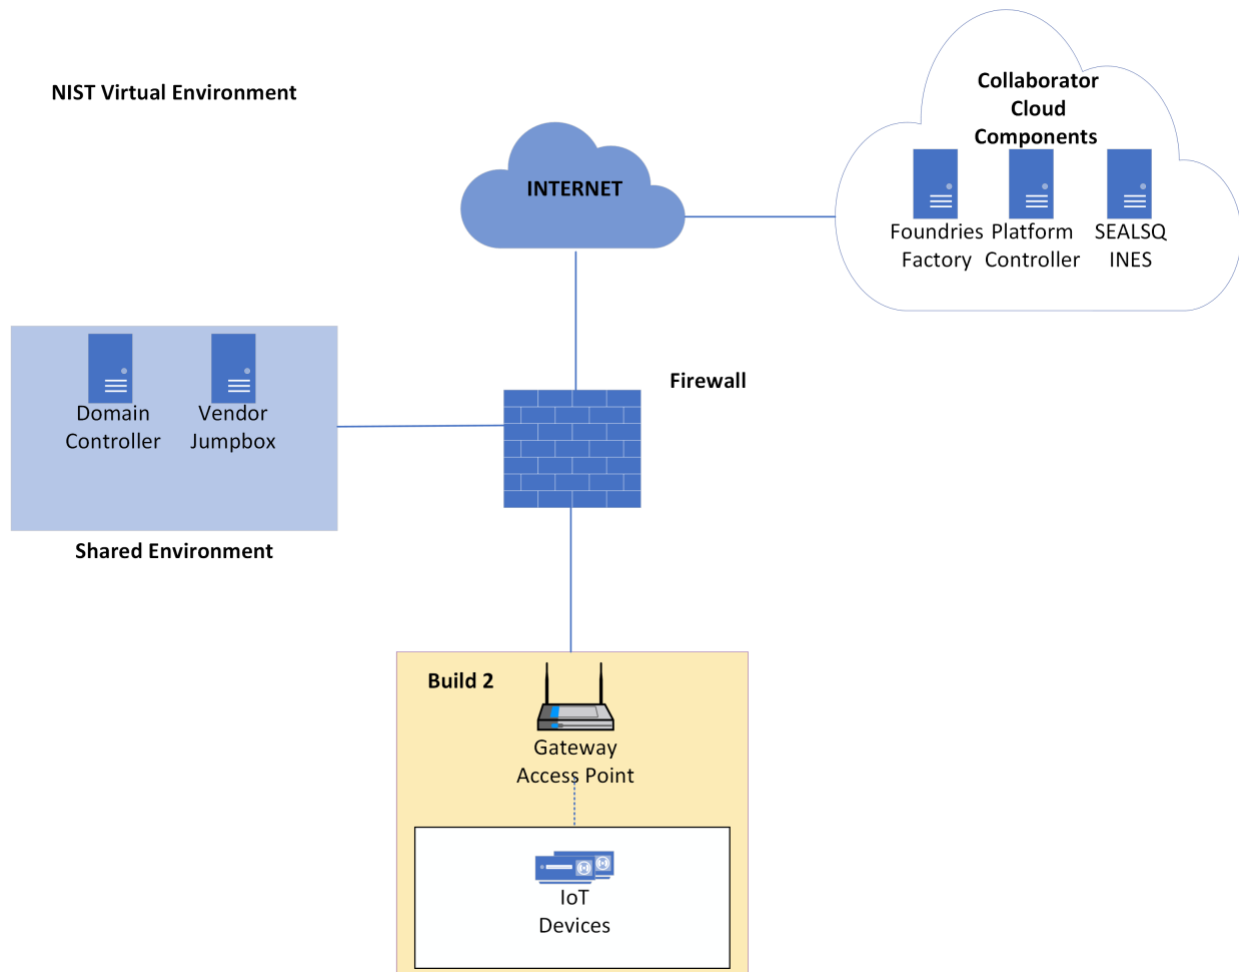 NIST Virtual Environment
Collaborator
Cloud
Components
INTERNET
Foundries
Factory
Platform
Controller
SEALSQ
INES
Firewall
Domain
Controller
Vendor
Jumpbox
Shared Environment
Build 2
Gateway
Access Point
IoT
Devices